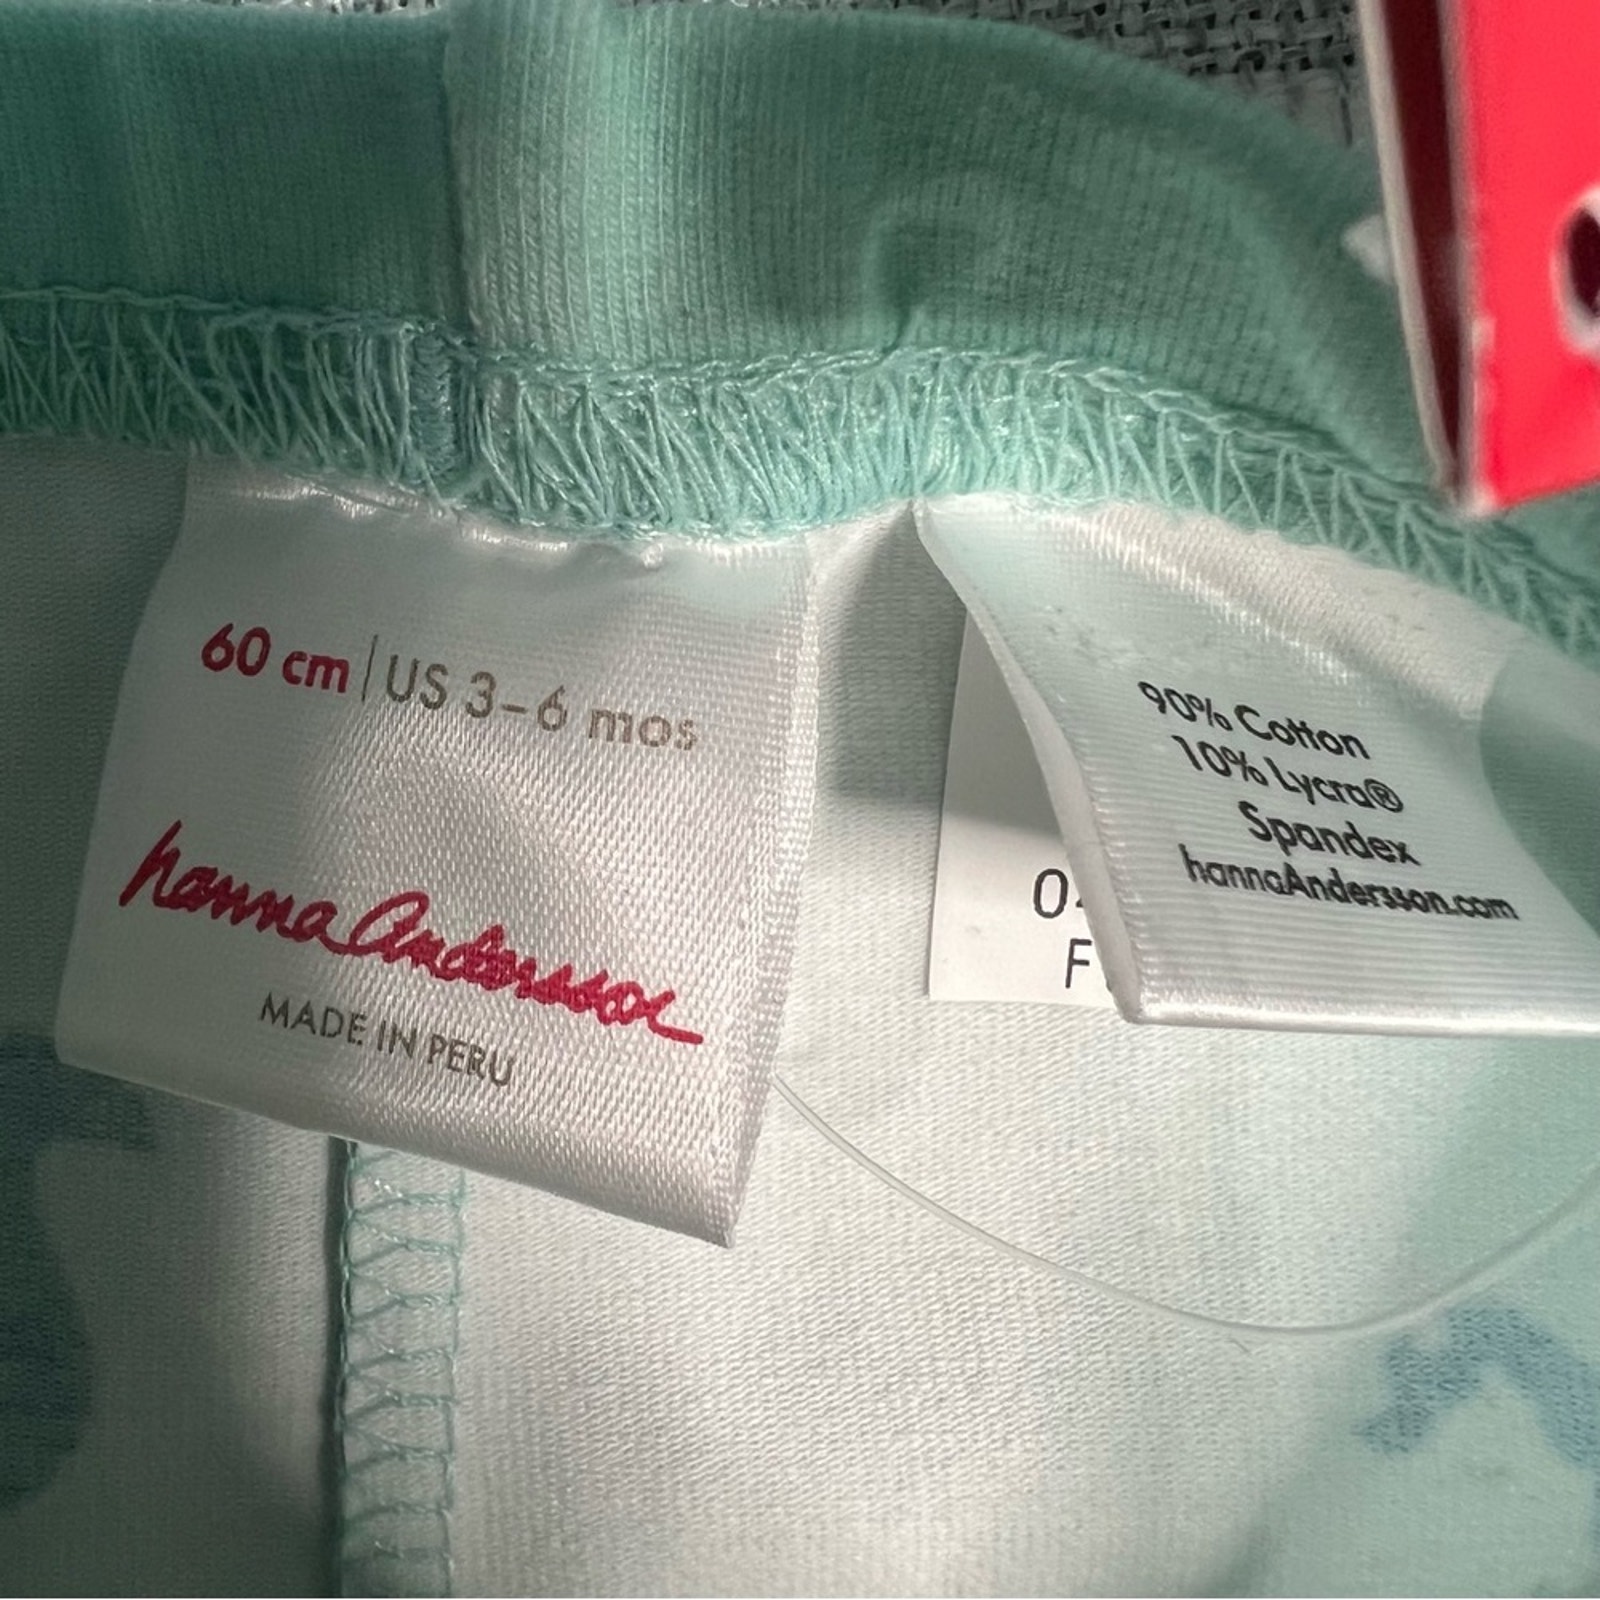 60 cm | US 3-6 mos
hanna Andersson
MADE IN PERU
90% Cotton
10% Lycra®
Spandex
hannaAndersson.com
F